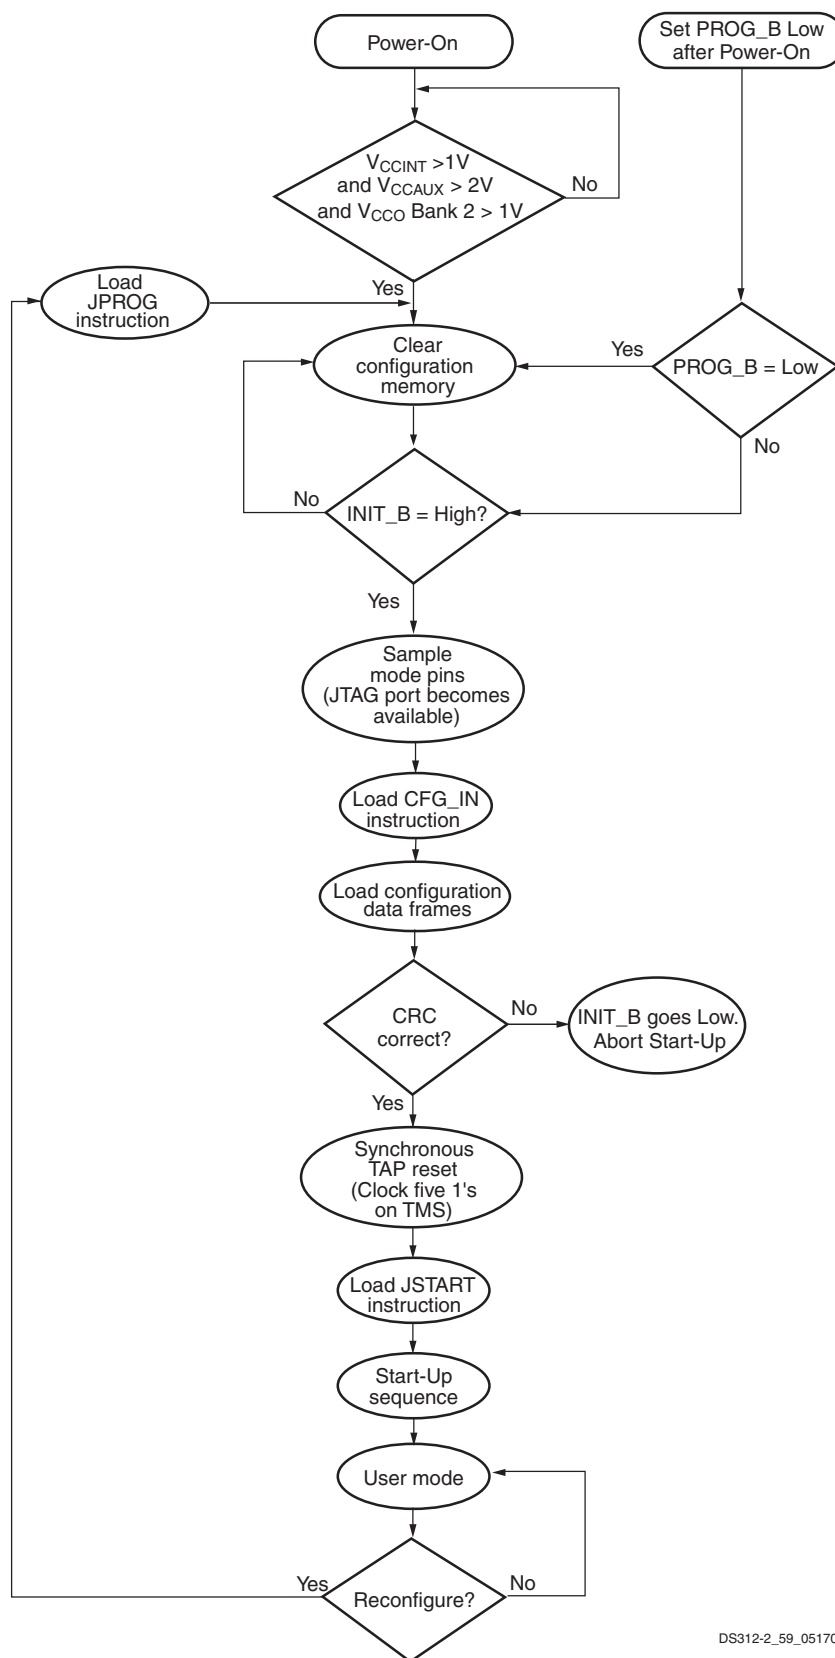 Power-On
Set PROG_B Low
after Power-On
VCCINT >1V
and VCCAUX > 2V
and VCCO Bank 2 > 1V
No
Yes
Load
JPROG
instruction
Clear
configuration
memory
Yes
PROG_B = Low
No
No
INIT_B = High?
Yes
Sample
mode pins
(JTAG port becomes
available)
Load CFG_IN
instruction
Load configuration
data frames
CRC
correct?
No
INIT_B goes Low.
Abort Start-Up
Yes
Synchronous
TAP reset
(Clock five 1's
on TMS)
Load JSTART
instruction
Start-Up
sequence
User mode
Yes
Reconfigure?
No
DS312-2_59_05170